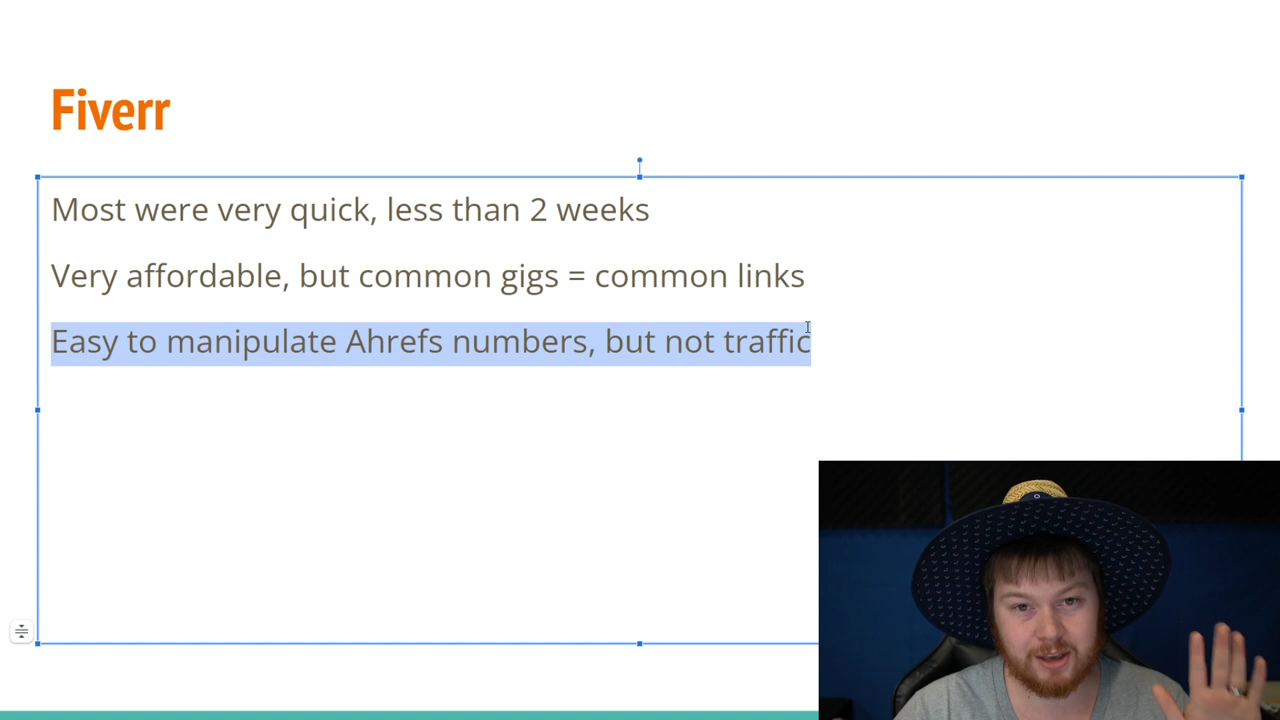 Fiverr
Most were very quick, less than 2 weeks
Very affordable, but common gigs = common links
Easy to manipulate Ahrefs numbers, but not traffic